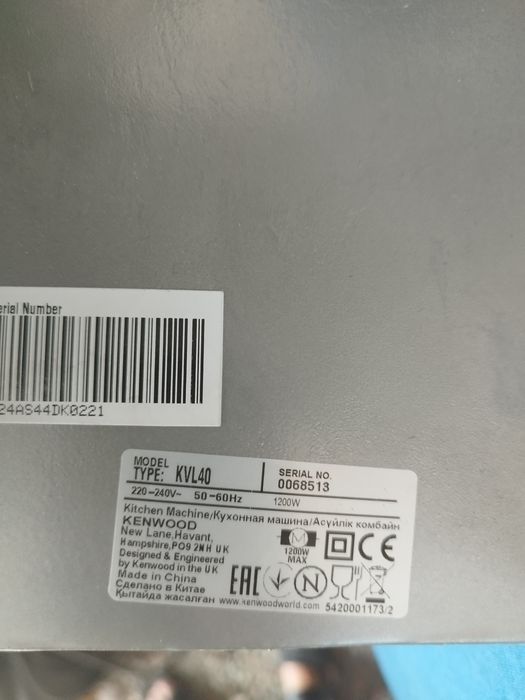 erial Number
24AS44DK0221
MODEL
TYPE: KVL40
SERIAL NO.
0068513
220-240V~ 50-60Hz 1200W
Kitchen Machine/Кухонная машина/Асүйлік комбайн
KENWOOD
New Lane, Havant,
Hampshire, PO9 2NH UK
Designed & Engineered
by Kenwood in the UK
Made in China
Сделано в Китае
Қытайда жасалған
M
1200W
MAX
CE
EAC
N
www.kenwoodworld.com 5420001173/2